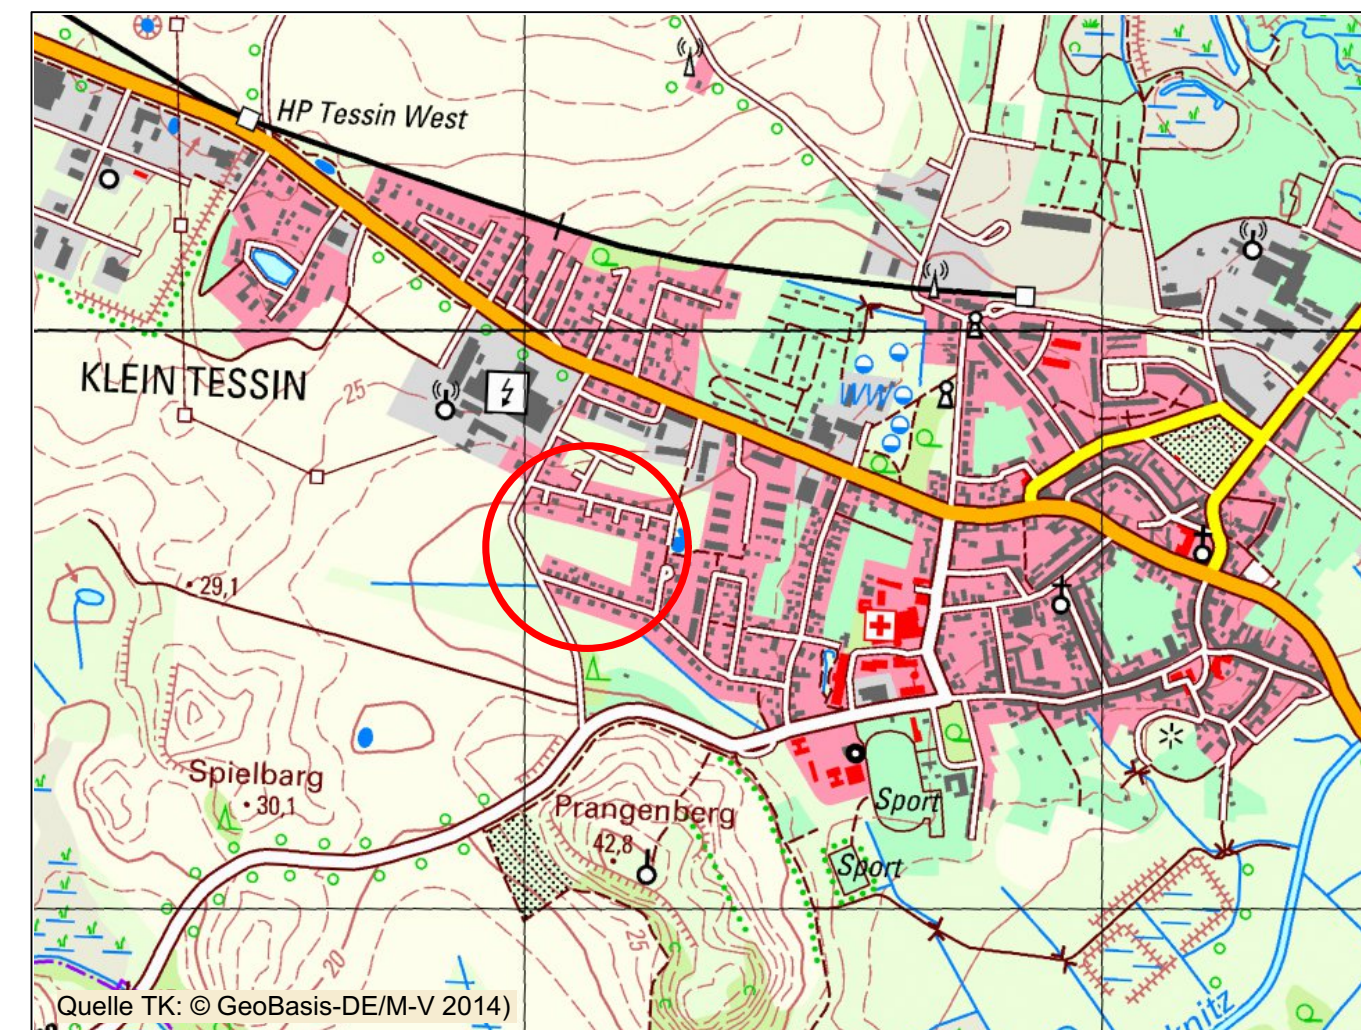 HP Tessin West
KLEIN TESSIN
25
WW
29,1
Spielbarg
30,1
Prangenberg
42,8
Sport
Sport
25
20
Quelle TK: © GeoBasis-DE/M-V 2014)